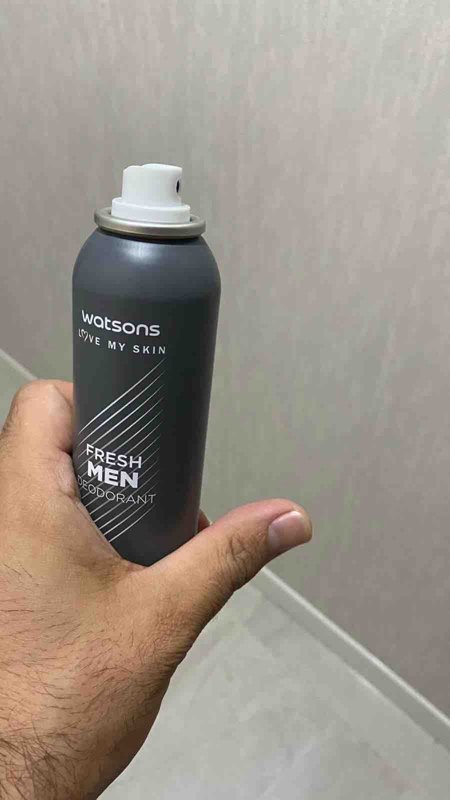 watsons
LOVE MY SKIN
FRESH
MEN
DEODORANT